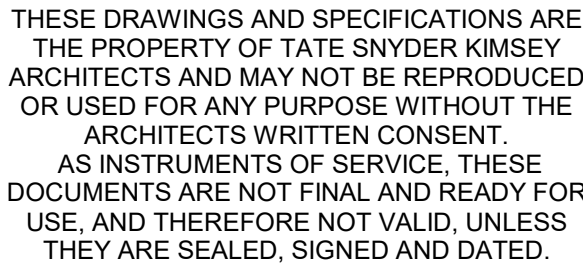 THESE DRAWINGS AND SPECIFICATIONS ARE
THE PROPERTY OF TATE SNYDER KIMSEY
ARCHITECTS AND MAY NOT BE REPRODUCED
OR USED FOR ANY PURPOSE WITHOUT THE
ARCHITECTS WRITTEN CONSENT.
AS INSTRUMENTS OF SERVICE, THESE
DOCUMENTS ARE NOT FINAL AND READY FOR
USE, AND THEREFORE NOT VALID, UNLESS
THEY ARE SEALED, SIGNED AND DATED.